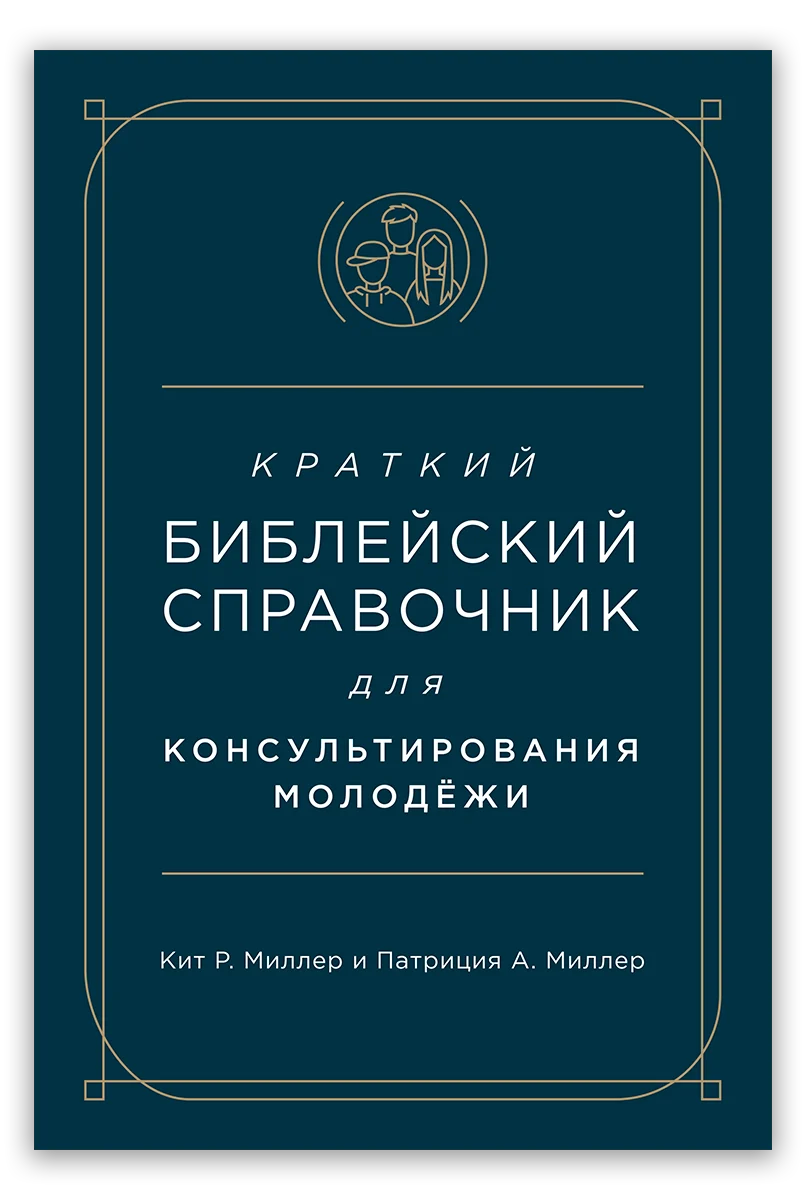 КРАТКИЙ
БИБЛЕЙСКИЙ
СПРАВОЧНИК
для
КОНСУЛЬТИРОВАНИЯ
МОЛОДЁЖИ
Кит Р. Миллер и Патриция А. Миллер